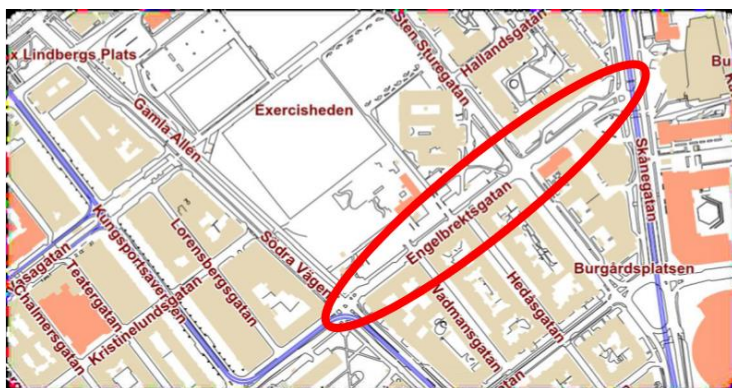 x Lindbergs Plats
Gamla Allén
Exercisheden
Sten Sturegatan
Hallandsgatan
Bu
Skånegatan
Engelbrektsgatan
Södra Vägen
Lorensbergsgatan
Kungsportsavenyen
Kristinelundsgatan
Teatergatan
Vasagatan
Chalmersgatan
Vadmansgatan
Hedåsgatan
Burgårdsplatsen